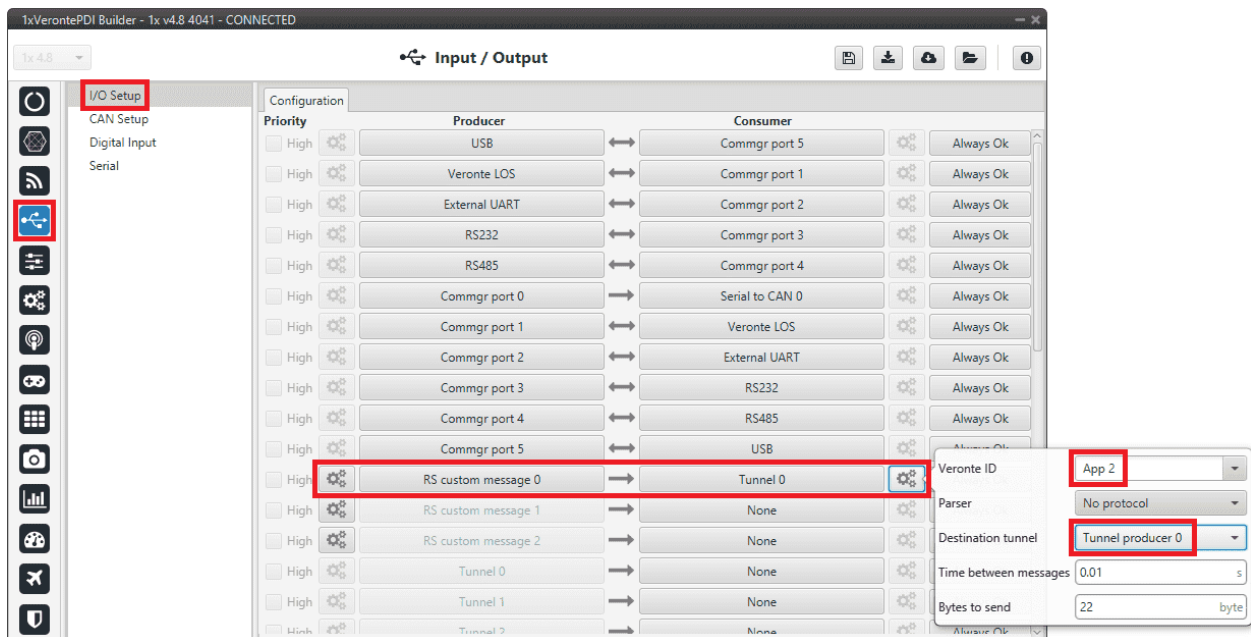 1xVerontePDI Builder - 1x v4.8 4041 - CONNECTED
1x 4.8
Input / Output
I/O Setup
CAN Setup
Digital Input
Serial
Configuration
Priority Producer Consumer
High USB Commgr port 5 Always Ok
High Veronte LOS Commgr port 1 Always Ok
High External UART Commgr port 2 Always Ok
High RS232 Commgr port 3 Always Ok
High RS485 Commgr port 4 Always Ok
High Commgr port 0 Serial to CAN 0 Always Ok
High Commgr port 1 Veronte LOS Always Ok
High Commgr port 2 External UART Always Ok
High Commgr port 3 RS232 Always Ok
High Commgr port 4 RS485 Always Ok
High Commgr port 5 USB Always Ok
High RS custom message 0 Tunnel 0
High RS custom message 1 None
High RS custom message 2 None
High Tunnel 0 None
High Tunnel 1 None
High Tunnel 2 None Always Ok
Veronte ID App 2
Parser No protocol
Destination tunnel Tunnel producer 0
Time between messages 0.01 s
Bytes to send 22 byte